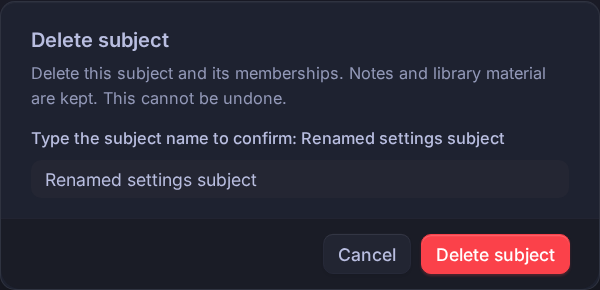 Delete subject
Delete this subject and its memberships. Notes and library material
are kept. This cannot be undone.
Type the subject name to confirm: Renamed settings subject
Renamed settings subject
Cancel Delete subject